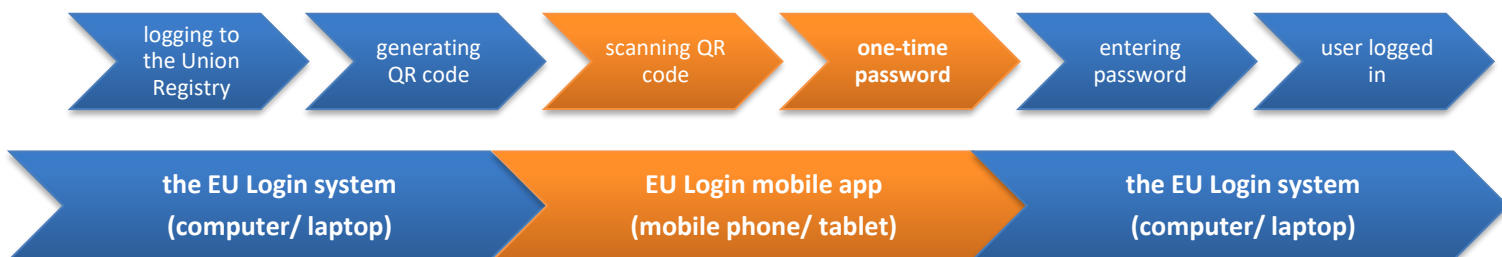 logging to
the Union
Registry
generating
QR code
scanning QR
code
one-time
password
entering
password
user logged
in
the EU Login system
(computer/ laptop)
EU Login mobile app
(mobile phone/ tablet)
the EU Login system
(computer/ laptop)